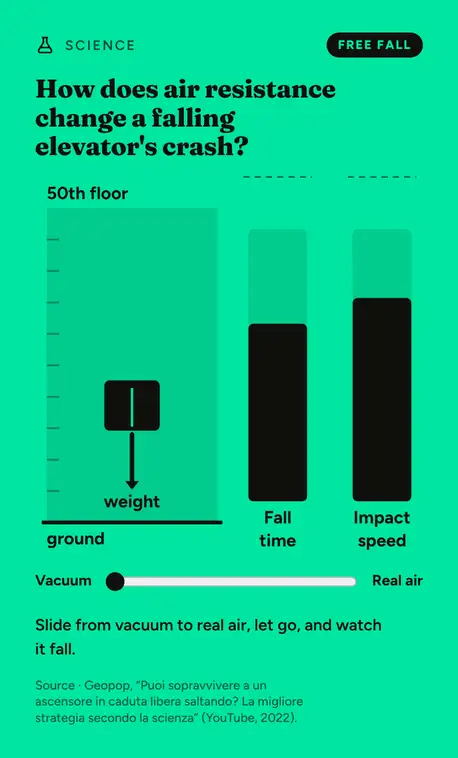 SCIENCE
FREE FALL
How does air resistance
change a falling
elevator's crash?
50th floor
weight
ground
Fall
time
Impact
speed
Vacuum
Real air
Slide from vacuum to real air, let go, and watch
it fall.
Source · Geopop, “Puoi sopravvivere a un
ascensore in caduta libera saltando? La migliore
strategia secondo la scienza” (YouTube, 2022).